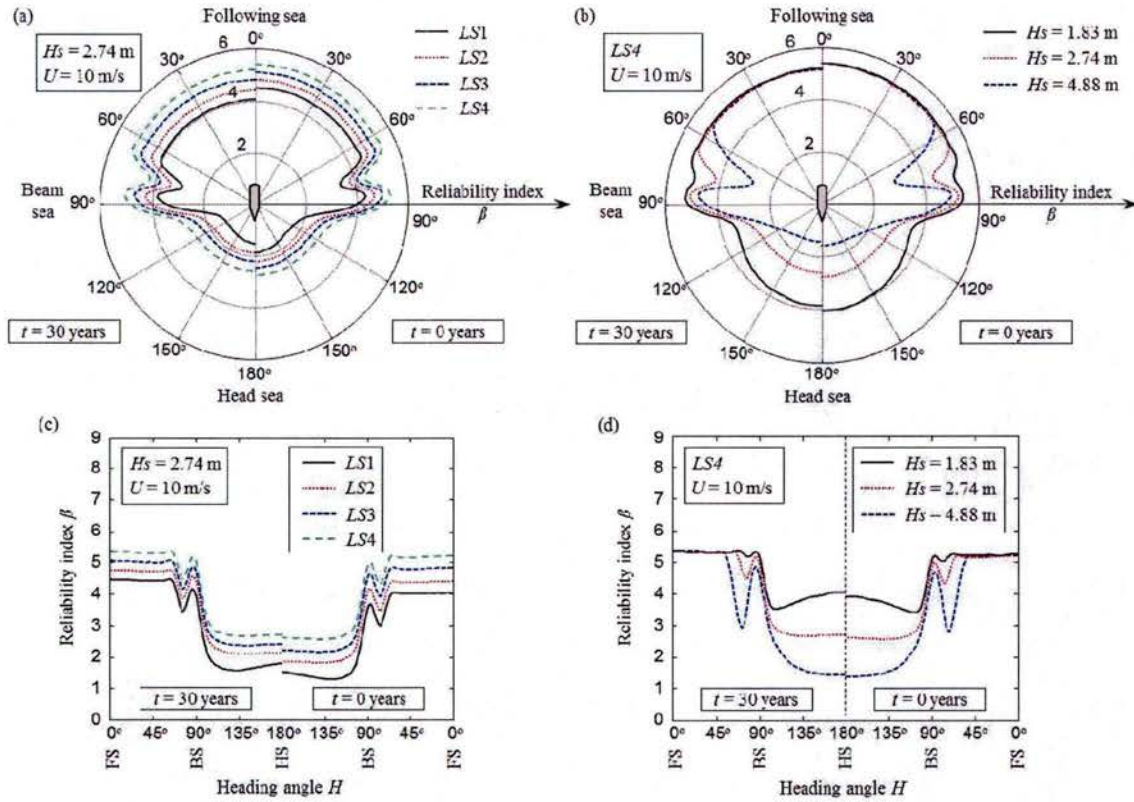 (a)
Following sea
Hs = 2.74 m
U = 10 m/s
LS1
LS2
LS3
LS4
6
0°
30°
30°
4
60°
60°
2
Beam
sea
90°
Reliability index
β
90°
120°
120°
t = 30 years
t = 0 years
150°
150°
180°
Head sea
(b)
Following sea
LS4
U = 10 m/s
Hs = 1.83 m
Hs = 2.74 m
Hs = 4.88 m
6
0°
30°
30°
4
60°
60°
2
Beam
sea
90°
Reliability index
β
90°
120°
120°
t = 30 years
t = 0 years
150°
150°
180°
Head sea
(c)
Hs = 2.74 m
U = 10 m/s
LS1
LS2
LS3
LS4
Reliability index β
9
8
7
6
5
4
3
2
1
0
t = 30 years
t = 0 years
0° 45° 90° 135° 180° 135° 90° 45° 0°
FS BS HS BS FS
Heading angle H
(d)
LS4
U = 10 m/s
Hs = 1.83 m
Hs = 2.74 m
Hs – 4.88 m
Reliability index β
9
8
7
6
5
4
3
2
1
0
t = 30 years
t = 0 years
0° 45° 90° 135° 180° 135° 90° 45° 0°
FS BS HS BS FS
Heading angle H